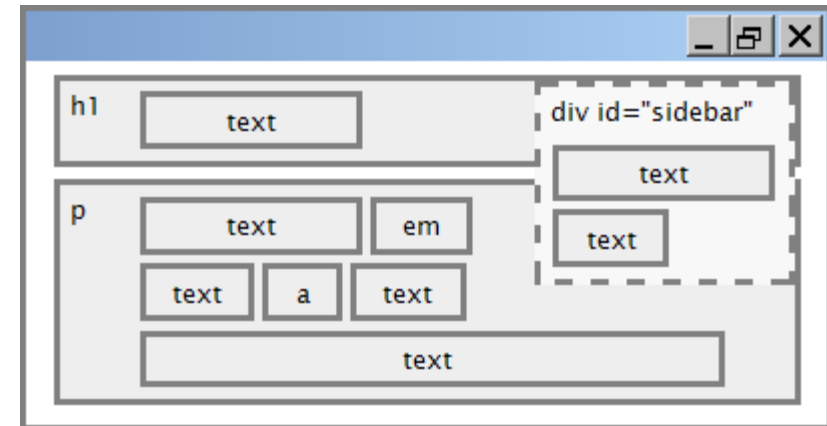 h1 text
div id="sidebar"
text
text
p text em
text a text
text